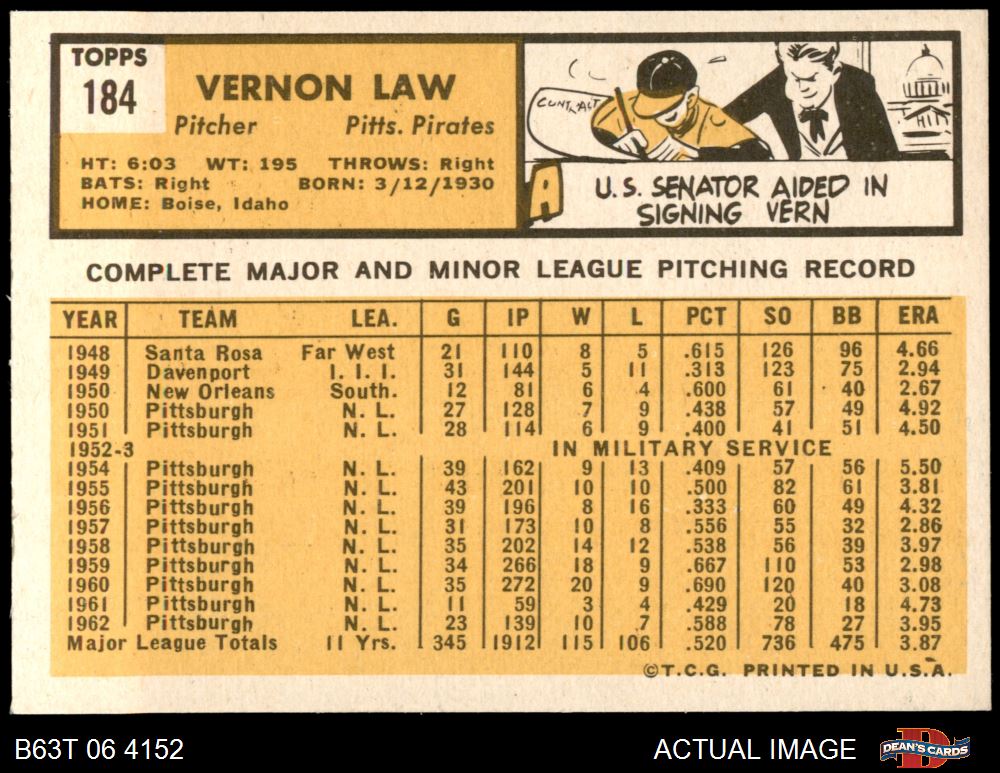 TOPPS
184
VERNON LAW
Pitcher Pitts. Pirates
HT: 6:03 WT: 195 THROWS: Right
BATS: Right BORN: 3/12/1930
HOME: Boise, Idaho
CONTRACT
A
U.S. SENATOR AIDED IN
SIGNING VERN
COMPLETE MAJOR AND MINOR LEAGUE PITCHING RECORD
YEAR TEAM LEA. G IP W L PCT SO BB ERA
1948 Santa Rosa Far West 21 110 8 5 .615 126 96 4.66
1949 Davenport I. I. I. 31 144 5 11 .313 123 75 2.94
1950 New Orleans South. 12 81 6 4 .600 61 40 2.67
1950 Pittsburgh N. L. 27 128 7 9 .438 57 49 4.92
1951 Pittsburgh N. L. 28 114 6 9 .400 41 51 4.50
1952-3 IN MILITARY SERVICE
1954 Pittsburgh N. L. 39 162 9 13 .409 57 56 5.50
1955 Pittsburgh N. L. 43 201 10 10 .500 82 61 3.81
1956 Pittsburgh N. L. 39 196 8 16 .333 60 49 4.32
1957 Pittsburgh N. L. 31 173 10 8 .556 55 32 2.86
1958 Pittsburgh N. L. 35 202 14 12 .538 56 39 3.97
1959 Pittsburgh N. L. 34 266 18 9 .667 110 53 2.98
1960 Pittsburgh N. L. 35 272 20 9 .690 120 40 3.08
1961 Pittsburgh N. L. 11 59 3 4 .429 20 18 4.73
1962 Pittsburgh N. L. 23 139 10 7 .588 78 27 3.95
Major League Totals 11 Yrs. 345 1912 115 106 .520 736 475 3.87
©T.C.G. PRINTED IN U.S.A.
B63T 06 4152 ACTUAL IMAGE DEAN'S CARDS